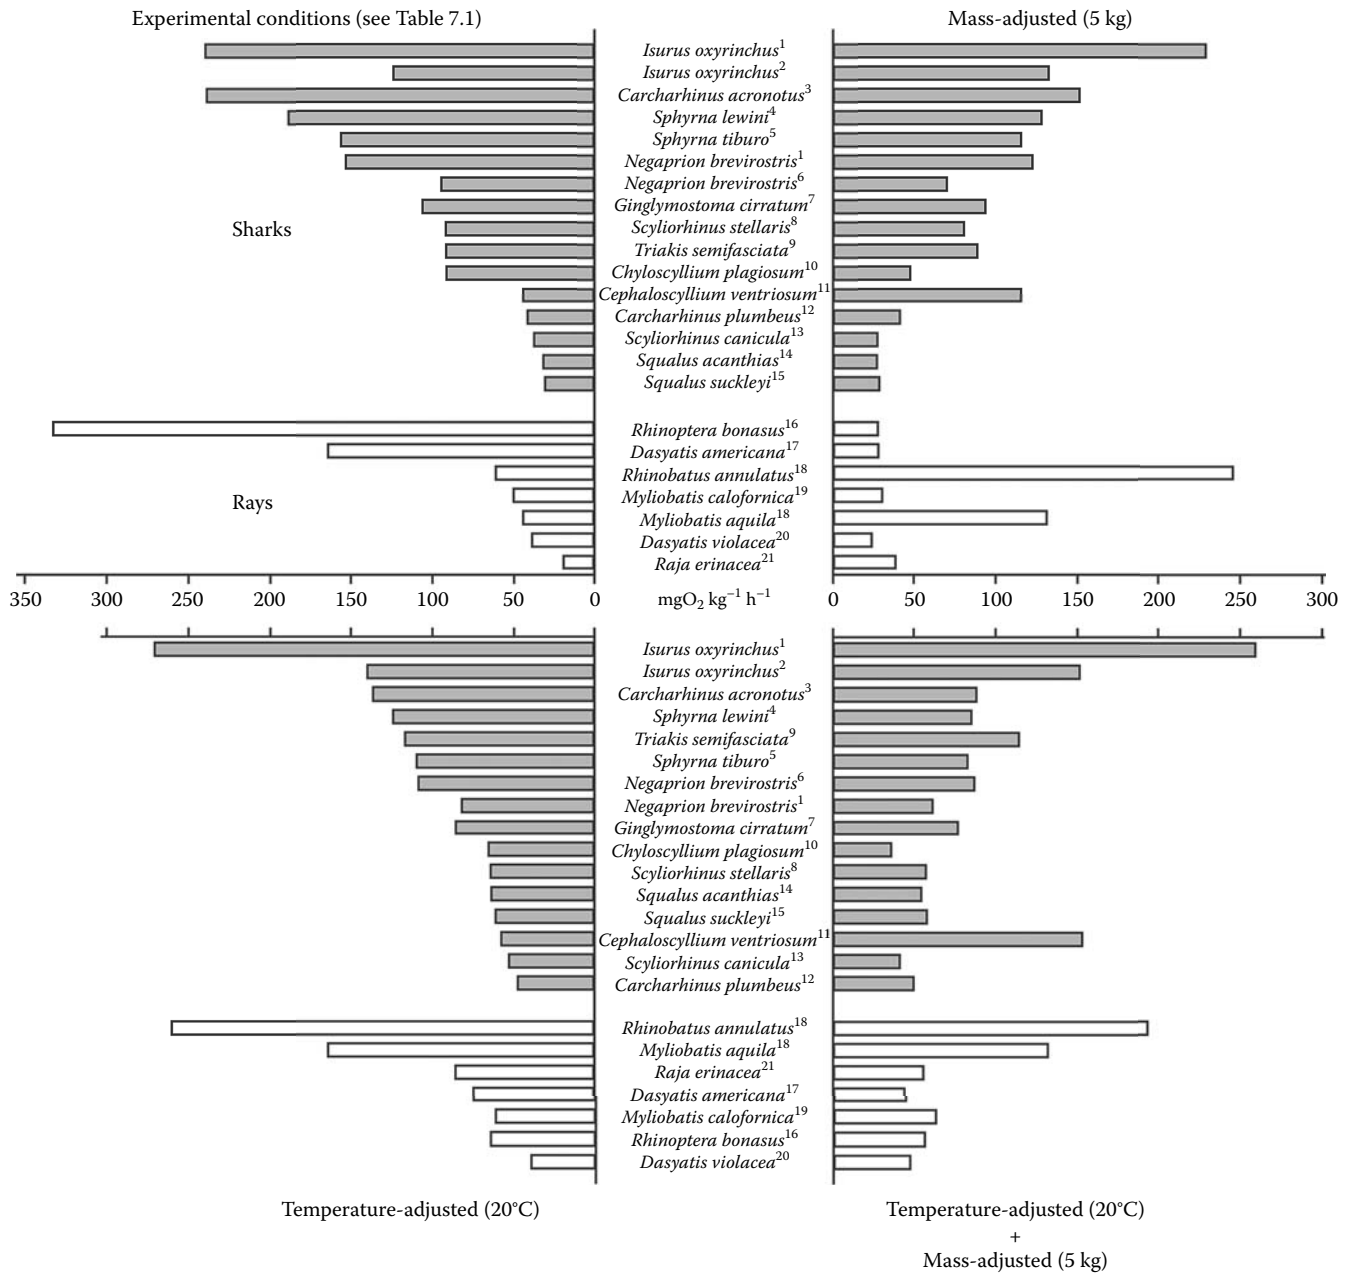 Experimental conditions (see Table 7.1) Mass-adjusted (5 kg)
Isurus oxyrinchus¹
Isurus oxyrinchus²
Carcharhinus acronotus³
Sphyrna lewini⁴
Sphyrna tiburo⁵
Negaprion brevirostris¹
Negaprion brevirostris⁶
Ginglymostoma cirratum⁷
Sharks Scyliorhinus stellaris⁸
Triakis semifasciata⁹
Chyloscyllium plagiosum¹⁰
Cephaloscyllium ventriosum¹¹
Carcharhinus plumbeus¹²
Scyliorhinus canicula¹³
Squalus acanthias¹⁴
Squalus suckleyi¹⁵
Rhinoptera bonasus¹⁶
Dasyatis americana¹⁷
Rhinobatus annulatus¹⁸
Rays Myliobatis calofornica¹⁹
Myliobatis aquila¹⁸
Dasyatis violacea²⁰
Raja erinacea²¹
350 300 250 200 150 100 50 0 mgO₂ kg⁻¹ h⁻¹ 0 50 100 150 200 250 300
Isurus oxyrinchus¹
Isurus oxyrinchus²
Carcharhinus acronotus³
Sphyrna lewini⁴
Triakis semifasciata⁹
Sphyrna tiburo⁵
Negaprion brevirostris⁶
Negaprion brevirostris¹
Ginglymostoma cirratum⁷
Chyloscyllium plagiosum¹⁰
Scyliorhinus stellaris⁸
Squalus acanthias¹⁴
Squalus suckleyi¹⁵
Cephaloscyllium ventriosum¹¹
Scyliorhinus canicula¹³
Carcharhinus plumbeus¹²
Rhinobatus annulatus¹⁸
Myliobatis aquila¹⁸
Raja erinacea²¹
Dasyatis americana¹⁷
Myliobatis calofornica¹⁹
Rhinoptera bonasus¹⁶
Dasyatis violacea²⁰
Temperature-adjusted (20°C) Temperature-adjusted (20°C)
+
Mass-adjusted (5 kg)